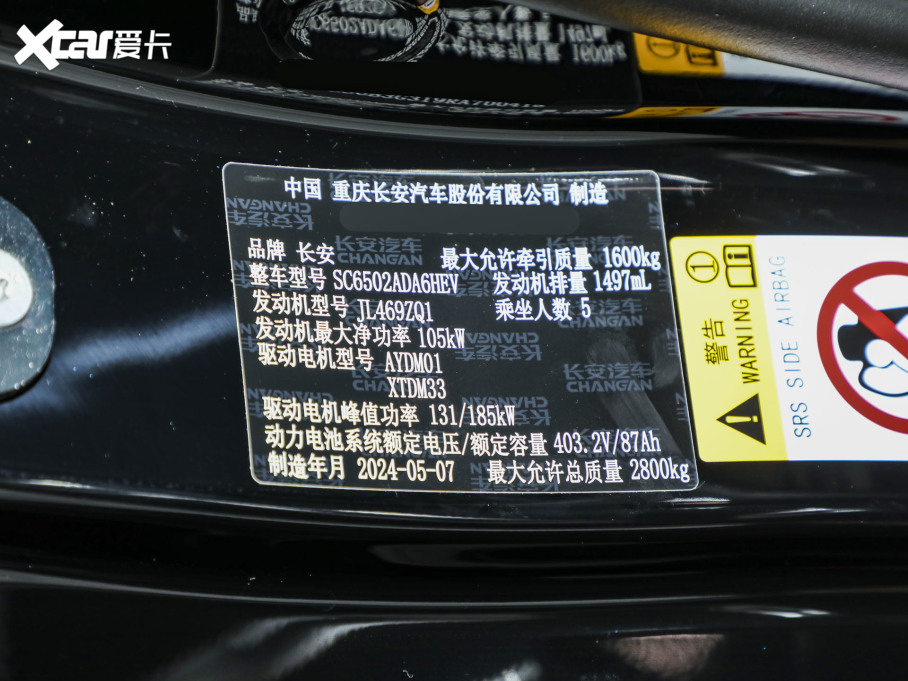 Xcar爱卡
中国 重庆长安汽车股份有限公司 制造
品牌 长安 最大允许牵引质量 1600kg
整车型号 SC6502ADA6HEV 发动机排量 1497mL
发动机型号 JL469ZQ1 乘坐人数 5
发动机最大净功率 105kW
驱动电机型号 AYDM01
XTDM33
驱动电机峰值功率 131/185kW
动力电池系统额定电压/额定容量 403.2V/87Ah
制造年月 2024-05-07 最大允许总质量 2800kg
长安汽车
CHANGAN
警告
WARNING
SRS SIDE AIRBAG